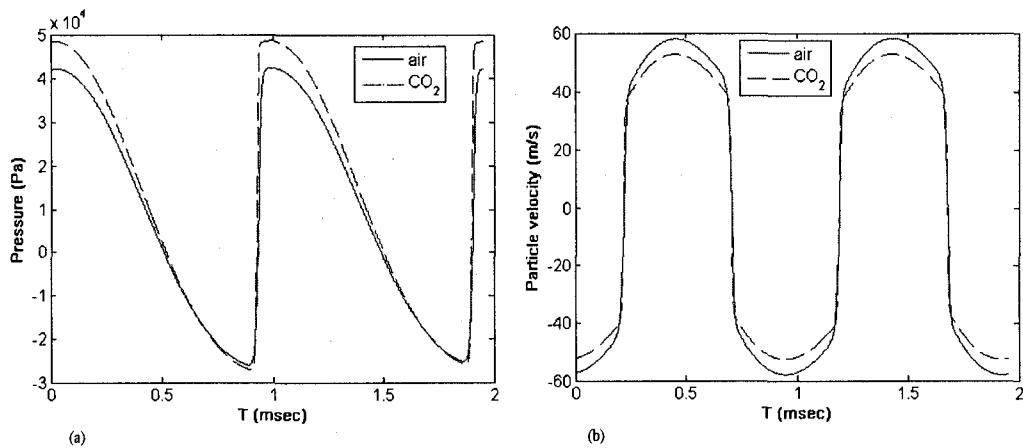 x 10⁴
5
4
3
2
1
0
-1
-2
-3
Pressure (Pa)
0
0.5
1
1.5
2
T (msec)
air
CO₂
(a)
60
40
20
0
-20
-40
-60
Particle velocity (m/s)
0
0.5
1
1.5
2
T (msec)
air
CO₂
(b)